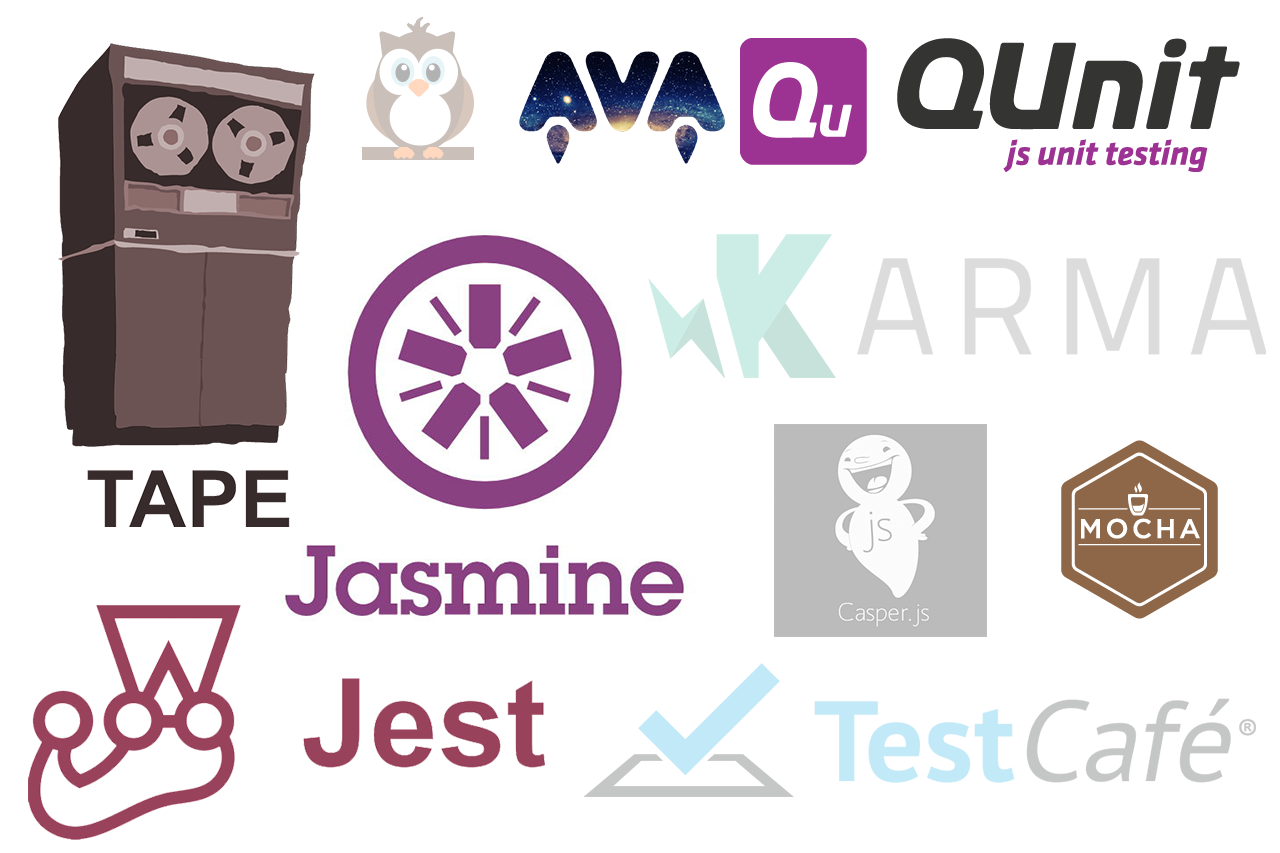 AVA
Qu
QUnit
js unit testing
KARMA
TAPE
Jasmine
js
Casper.js
MOCHA
Jest
TestCafé®